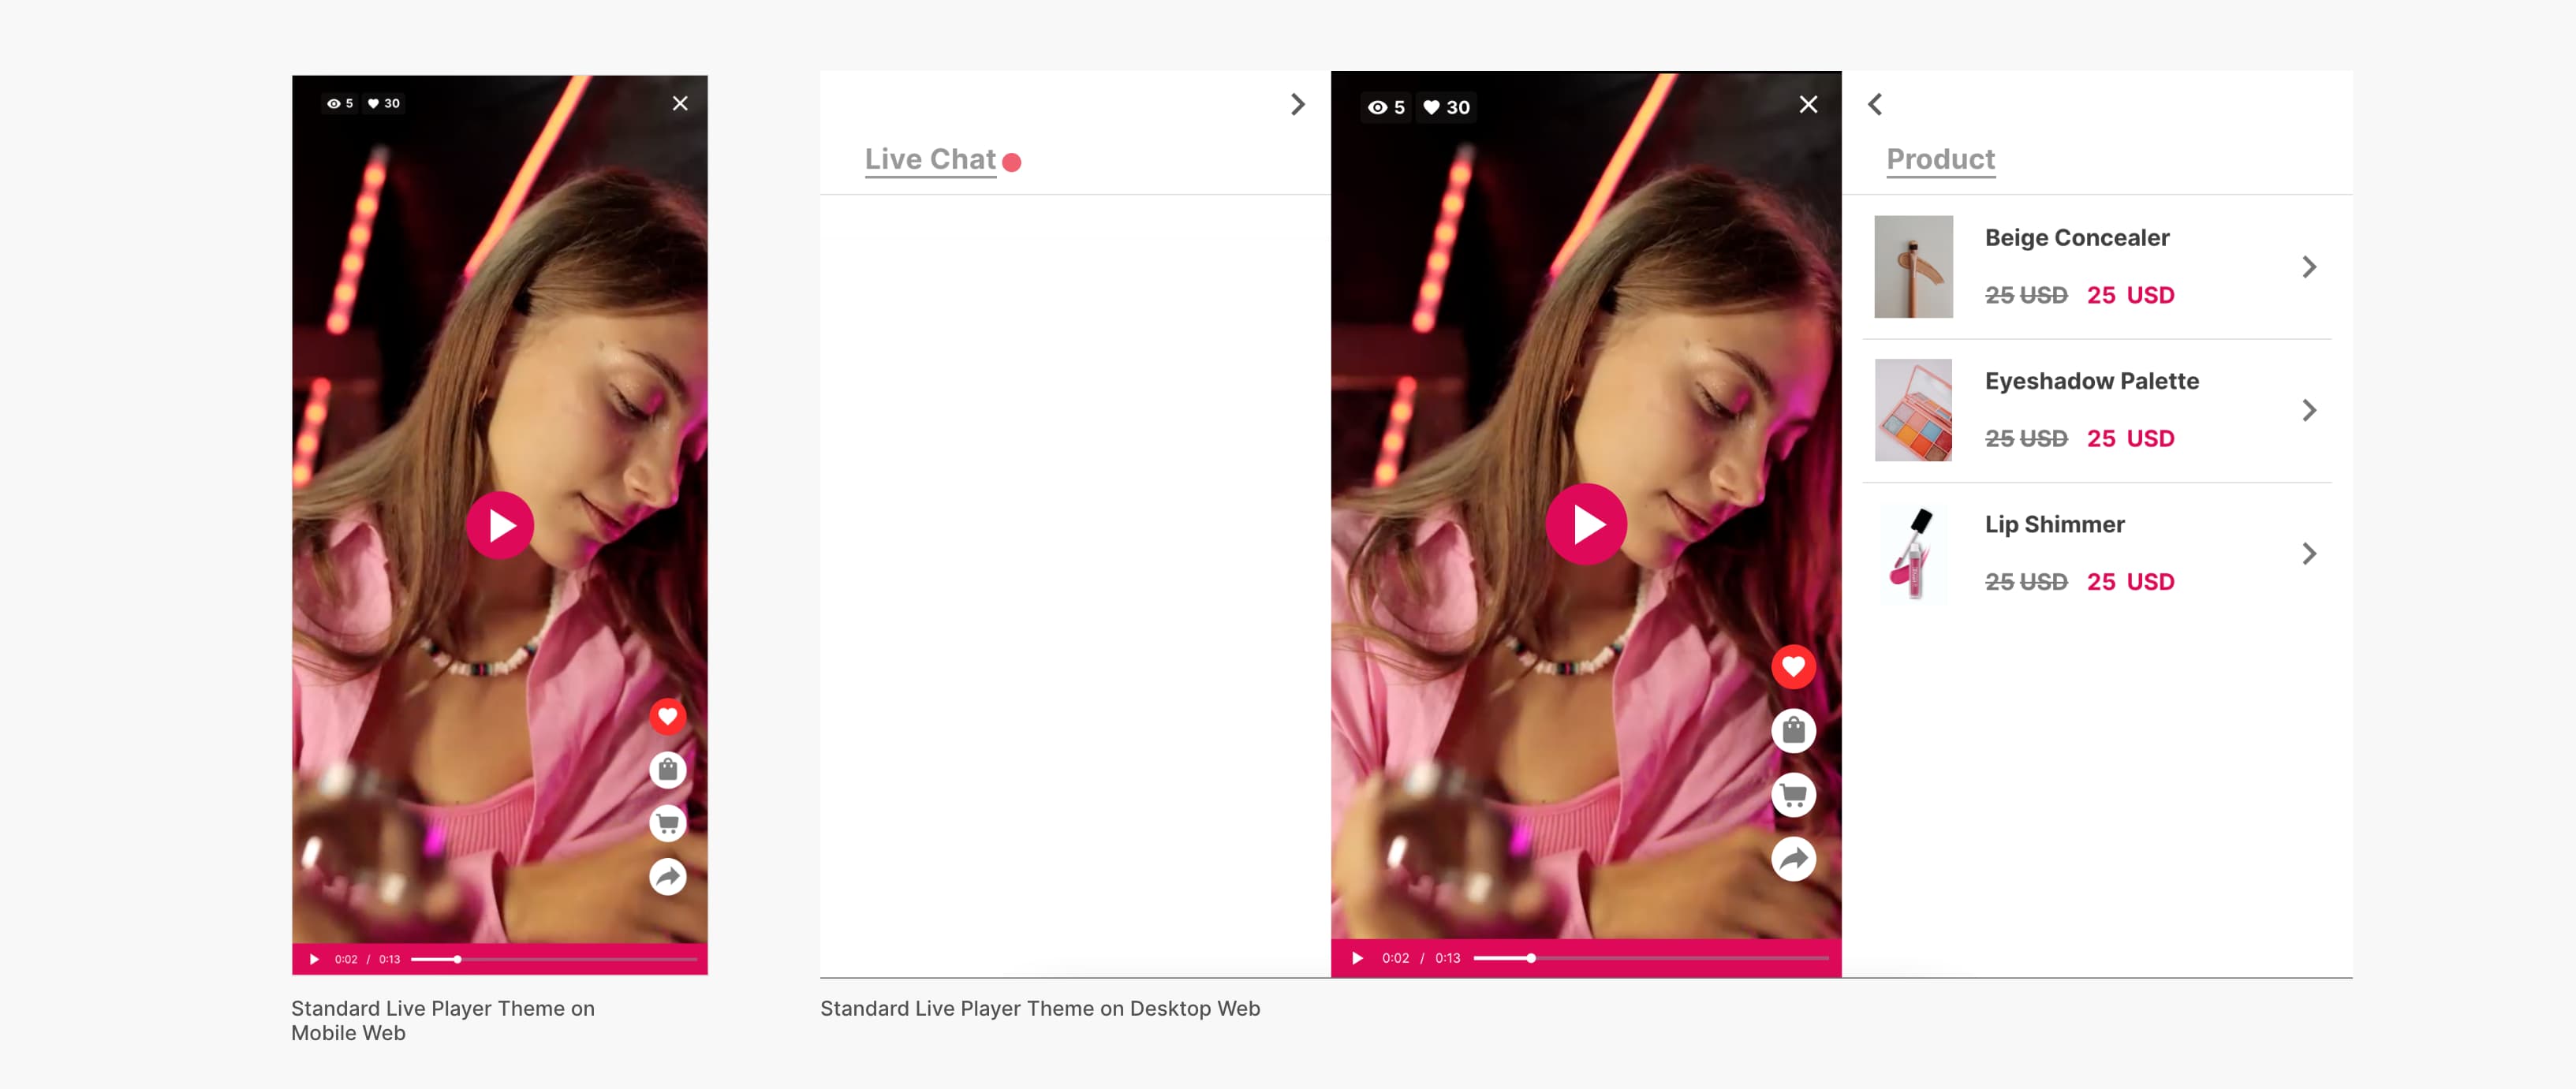 5 30
Standard Live Player Theme on
Mobile Web
0:02 / 0:13
Live Chat
5 30
0:02 / 0:13
Product
Beige Concealer
25 USD 25 USD
Eyeshadow Palette
25 USD 25 USD
Lip Shimmer
25 USD 25 USD
Standard Live Player Theme on Desktop Web